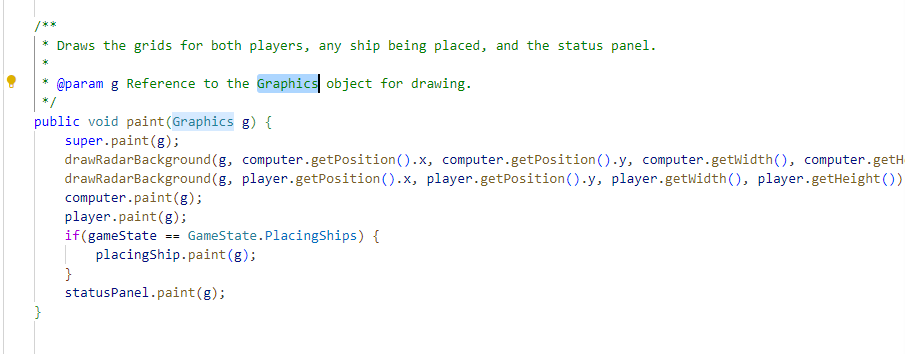 /**
 * Draws the grids for both players, any ship being placed, and the status panel.
 *
 * @param g Reference to the Graphics object for drawing.
 */
public void paint(Graphics g) {
    super.paint(g);
    drawRadarBackground(g, computer.getPosition().x, computer.getPosition().y, computer.getWidth(), computer.getH
    drawRadarBackground(g, player.getPosition().x, player.getPosition().y, player.getWidth(), player.getHeight())
    computer.paint(g);
    player.paint(g);
    if(gameState == GameState.PlacingShips) {
        placingShip.paint(g);
    }
    statusPanel.paint(g);
}